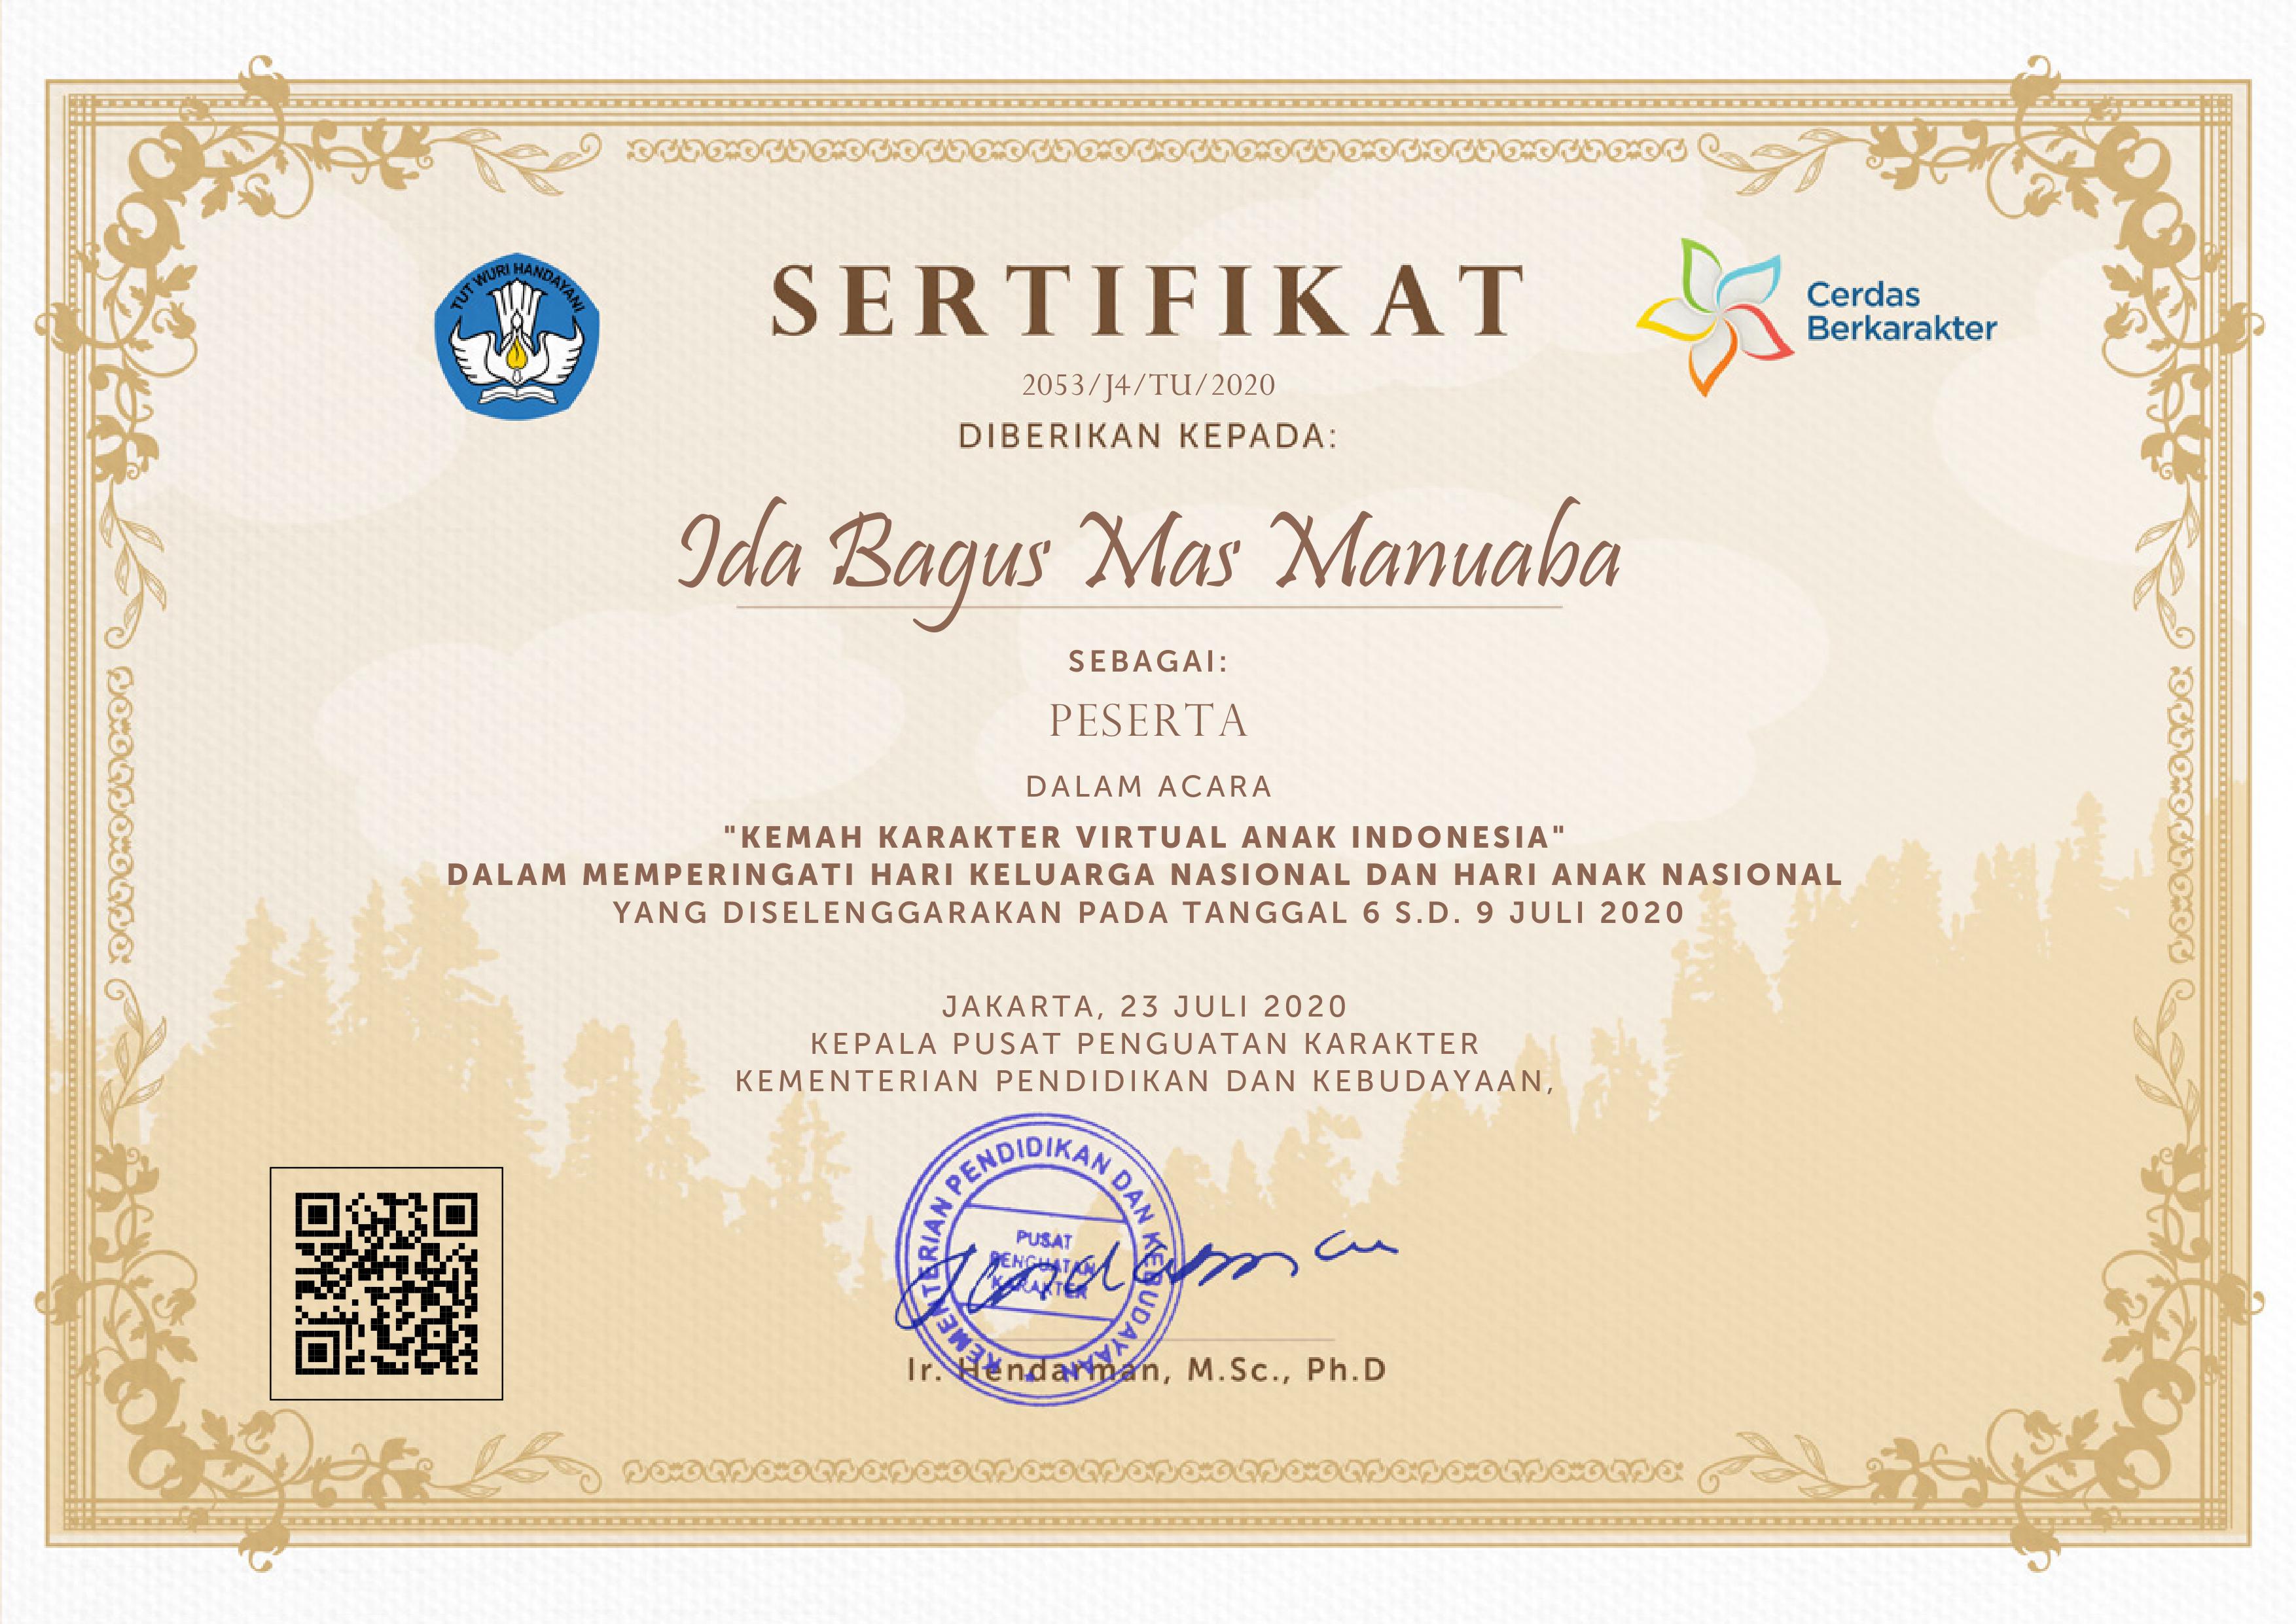 TUT WURI HANDAYANI
SERTIFIKAT
Cerdas
Berkarakter
2053/J4/TU/2020
DIBERIKAN KEPADA:
Ida Bagus Mas Manuaba
SEBAGAI:
PESERTA
DALAM ACARA
"KEMAH KARAKTER VIRTUAL ANAK INDONESIA"
DALAM MEMPERINGATI HARI KELUARGA NASIONAL DAN HARI ANAK NASIONAL
YANG DISELENGGARAKAN PADA TANGGAL 6 S.D. 9 JULI 2020
JAKARTA, 23 JULI 2020
KEPALA PUSAT PENGUATAN KARAKTER
KEMENTERIAN PENDIDIKAN DAN KEBUDAYAAN,
KEMENTERIAN PENDIDIKAN DAN KEBUDAYAAN
PUSAT
PENGUATAN
KARAKTER
Hendarman
Ir. Hendarman, M.Sc., Ph.D